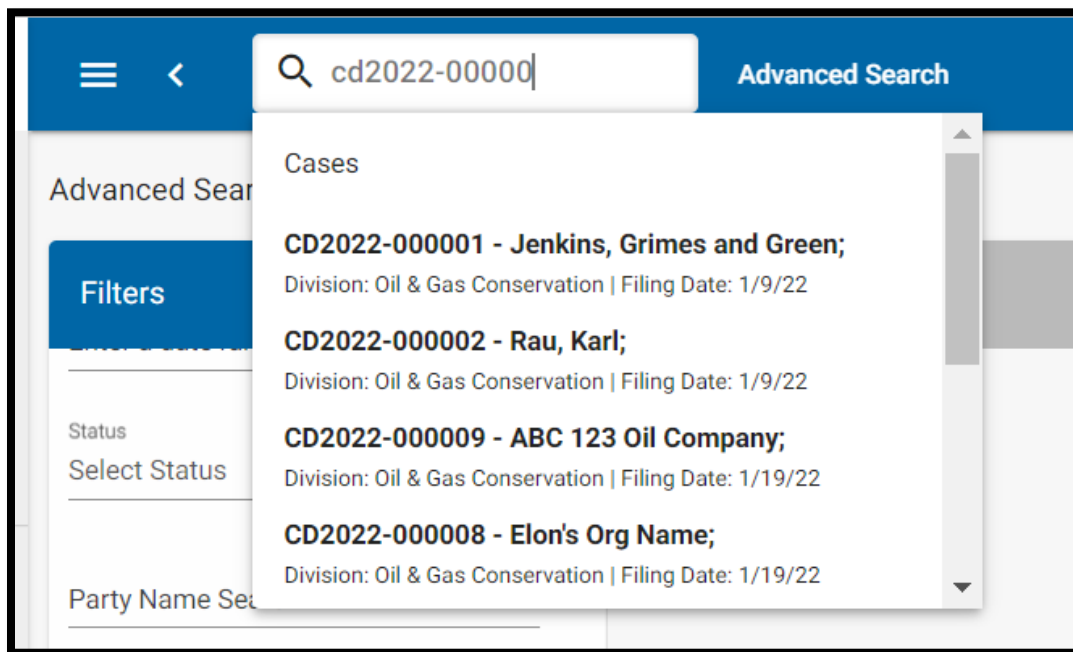 cd2022-00000
Advanced Search
Cases
Advanced Sear
CD2022-000001 - Jenkins, Grimes and Green;
Filters
Division: Oil & Gas Conservation | Filing Date: 1/9/22
CD2022-000002 - Rau, Karl;
Division: Oil & Gas Conservation | Filing Date: 1/9/22
Status
CD2022-000009 - ABC 123 Oil Company;
Select Status
Division: Oil & Gas Conservation | Filing Date: 1/19/22
CD2022-000008 - Elon's Org Name;
Division: Oil & Gas Conservation | Filing Date: 1/19/22
Party Name Sea